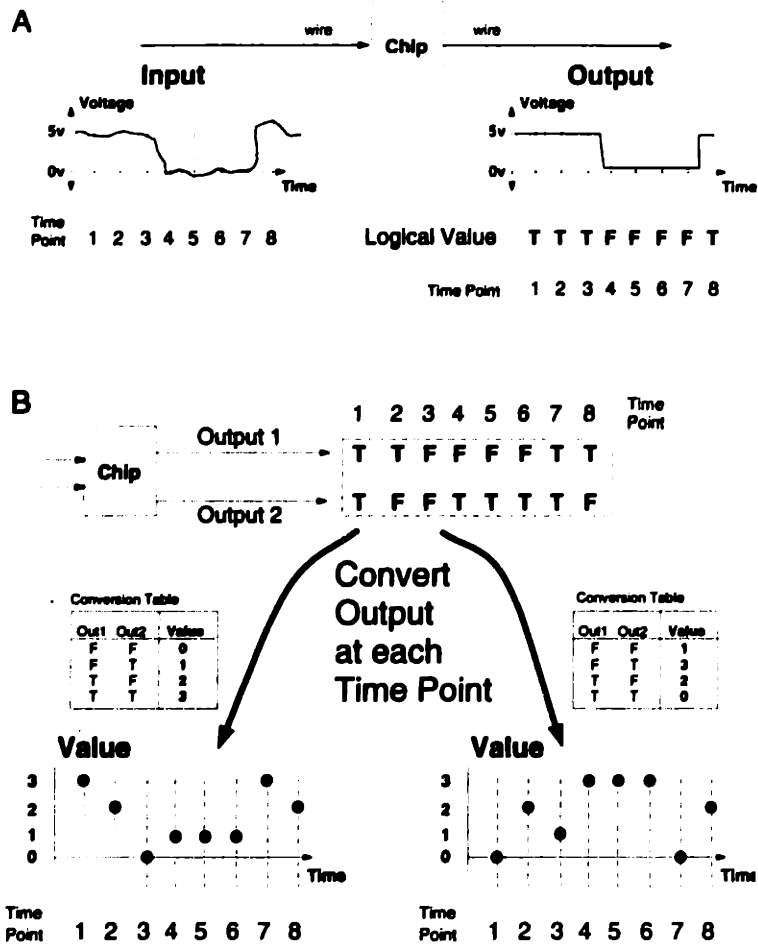 A
wire Chip wire
Input Output
Voltage Voltage
5v 5v
0v 0v
Time Time
Time
Point 1 2 3 4 5 6 7 8
Logical Value T T T F F F F T
Time Point 1 2 3 4 5 6 7 8
B
1 2 3 4 5 6 7 8 Time
Point
Output 1 T T F F F F T T
Chip
Output 2 T F F T T T T F
Convert
Output
at each
Time Point
Conversion Table
Out1 Out2 Value
F F 0
F T 1
T F 2
T T 3
Conversion Table
Out1 Out2 Value
F F 1
F T 3
T F 2
T T 0
Value
3
2
1
0
Time
Time
Point 1 2 3 4 5 6 7 8
Value
3
2
1
0
Time
Time
Point 1 2 3 4 5 6 7 8